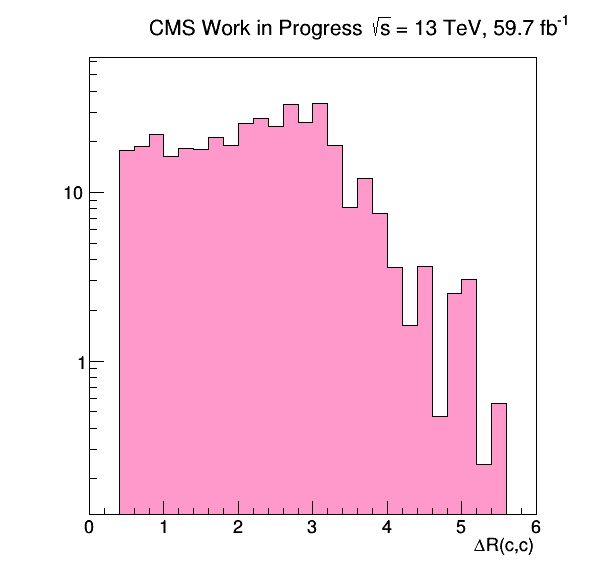 CMS Work in Progress √s = 13 TeV, 59.7 fb⁻¹
10
1
0 1 2 3 4 5 6
ΔR(c,c)